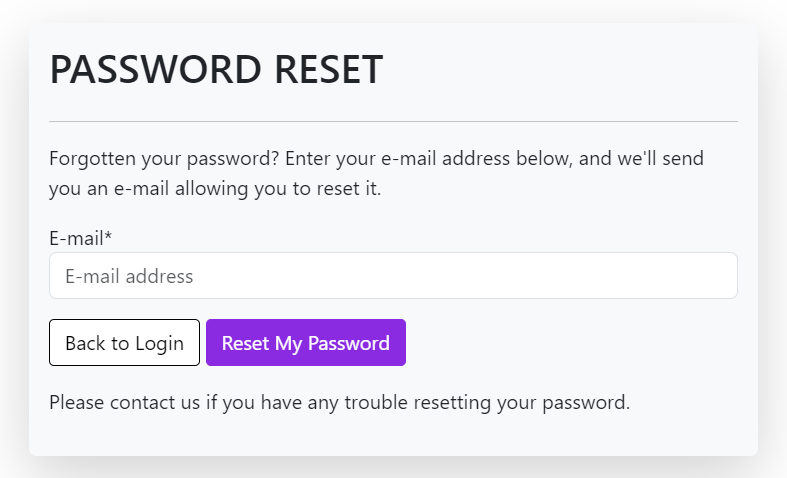 PASSWORD RESET
Forgotten your password? Enter your e-mail address below, and we'll send
you an e-mail allowing you to reset it.
E-mail*
E-mail address
Back to Login
Reset My Password
Please contact us if you have any trouble resetting your password.